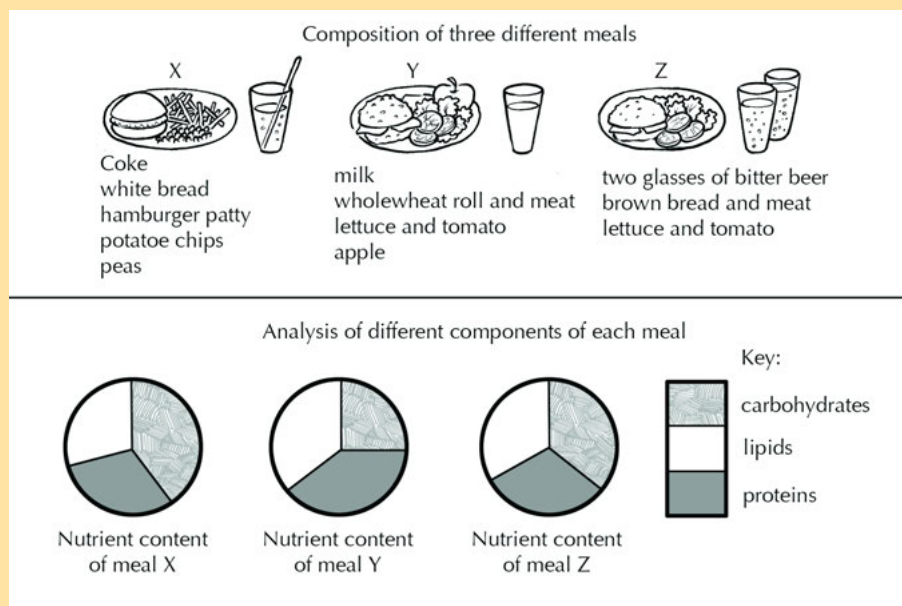 Composition of three different meals
X
Y
Z
Coke
white bread
hamburger patty
potatoe chips
peas
milk
wholewheat roll and meat
lettuce and tomato
apple
two glasses of bitter beer
brown bread and meat
lettuce and tomato
Analysis of different components of each meal
Key:
carbohydrates
lipids
proteins
Nutrient content
of meal X
Nutrient content
of meal Y
Nutrient content
of meal Z